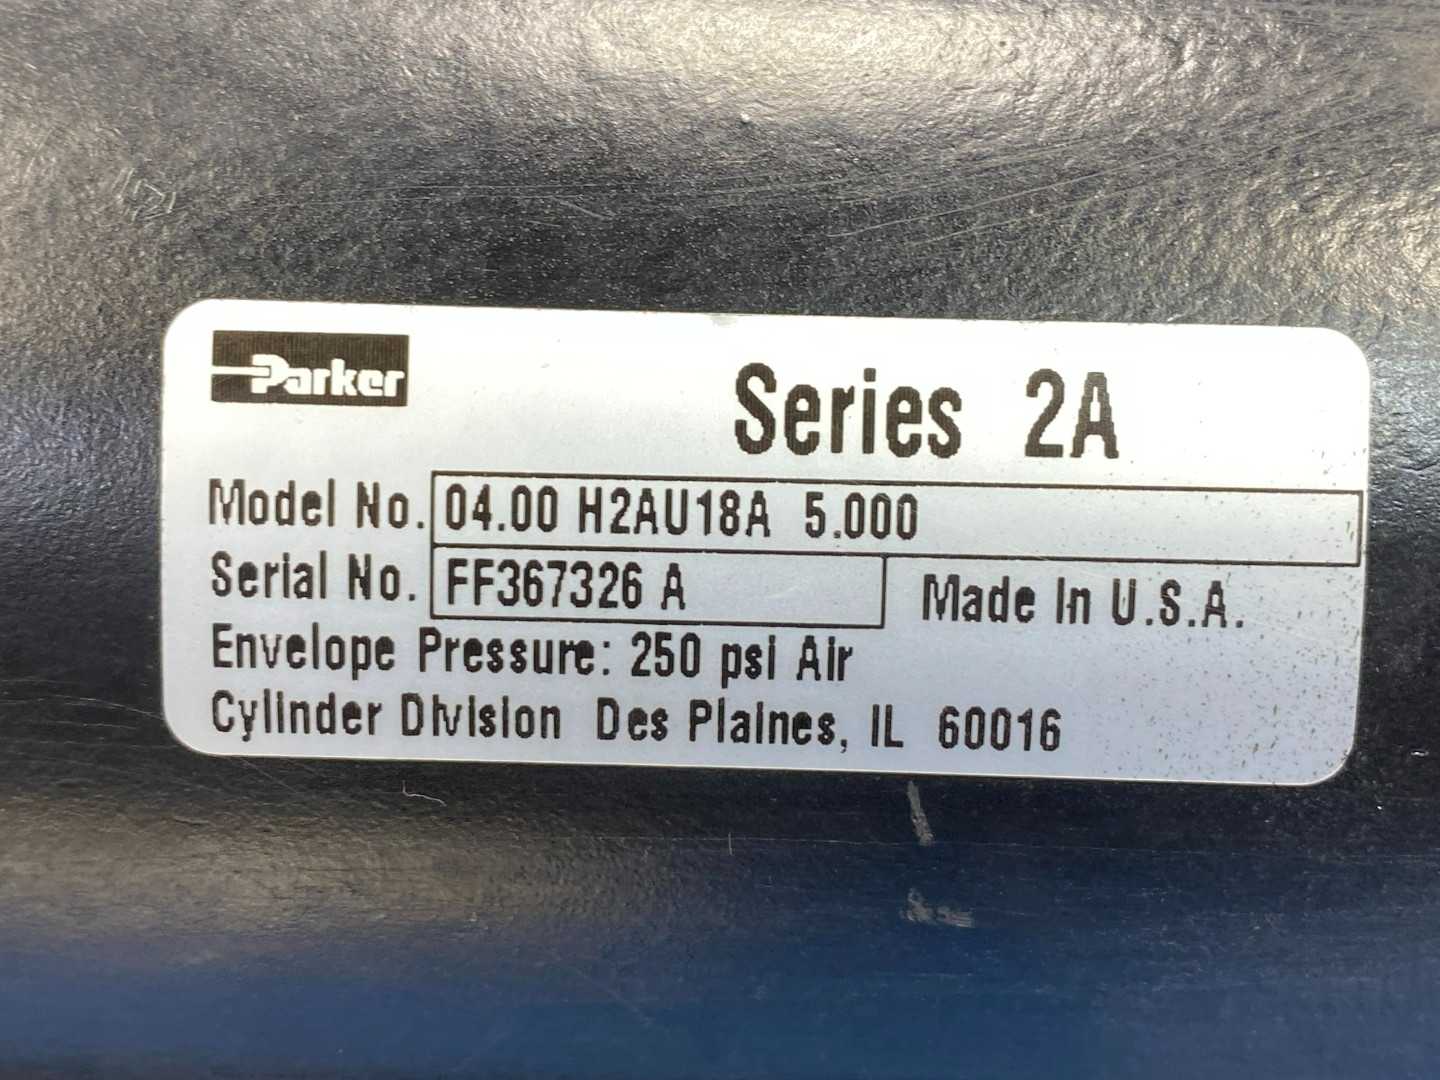 Parker
Series 2A
Model No. 04.00 H2AU18A 5.000
Serial No. FF367326 A Made In U.S.A.
Envelope Pressure: 250 psi Air
Cylinder Division Des Plaines, IL 60016